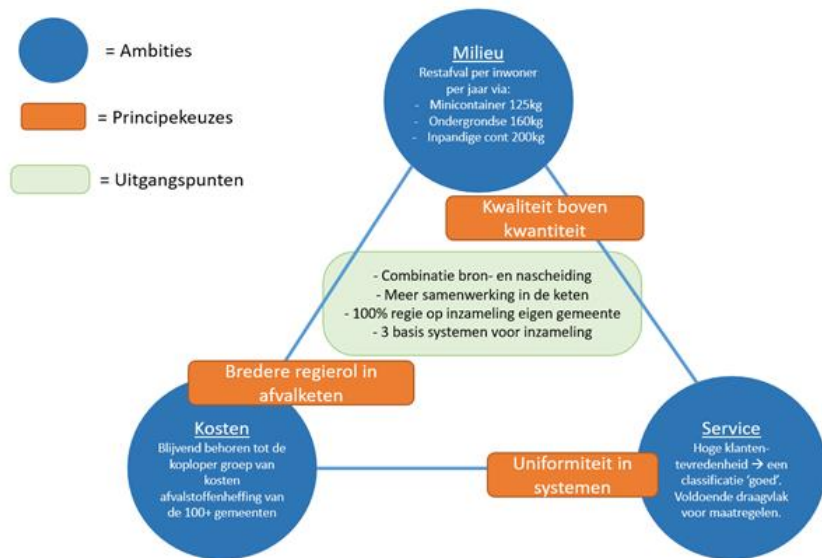 = Ambities
= Principekeuzes
= Uitgangspunten
Milieu
Restafval per inwoner
per jaar via:
- Minicontainer 125kg
- Ondergrondse 160kg
- Inpandige cont 200kg
Kwaliteit boven
kwantiteit
- Combinatie bron- en nascheiding
- Meer samenwerking in de keten
- 100% regie op inzameling eigen gemeente
- 3 basis systemen voor inzameling
Bredere regierol in
afvalketen
Kosten
Blijvend behoren tot de
koploper groep van
kosten
afvalstoffenheffing van
de 100+ gemeenten
Uniformiteit in
systemen
Service
Hoge klanten-
tevredenheid → een
classificatie ‘goed’.
Voldoende draagvlak
voor maatregelen.